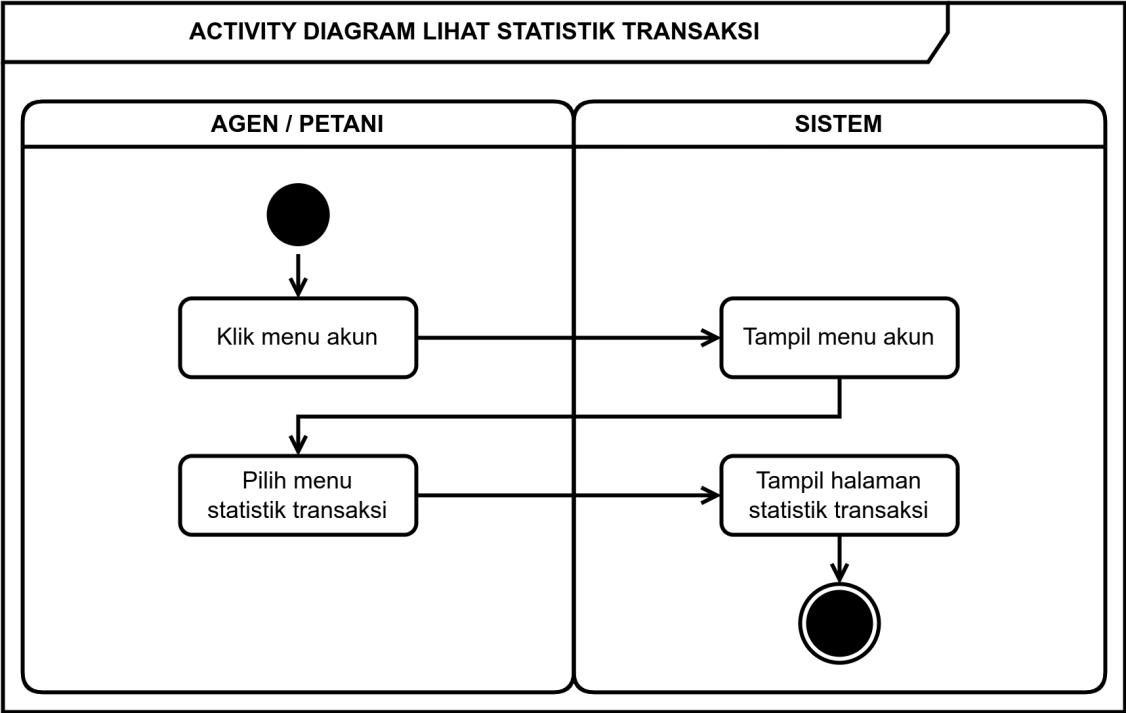 ACTIVITY DIAGRAM LIHAT STATISTIK TRANSAKSI
AGEN / PETANI
SISTEM
Klik menu akun
Tampil menu akun
Pilih menu
statistik transaksi
Tampil halaman
statistik transaksi